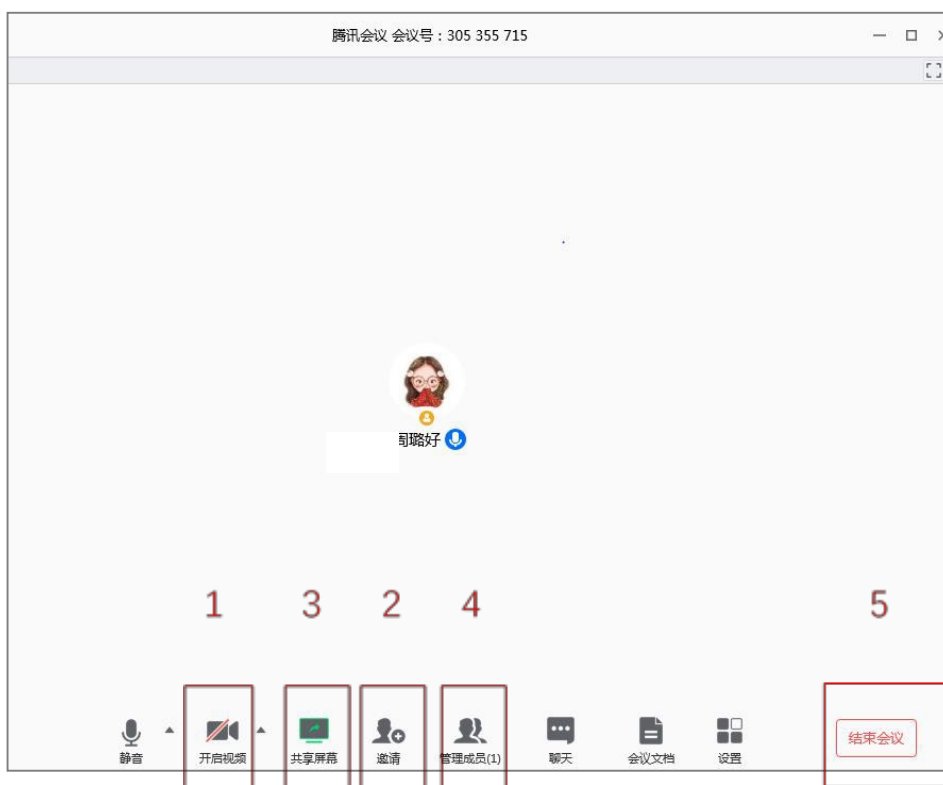 腾讯会议 会议号：305 355 715
周璐好
1 3 2 4 5
静音 开启视频 共享屏幕 邀请 管理成员(1) 聊天 会议文档 设置 结束会议